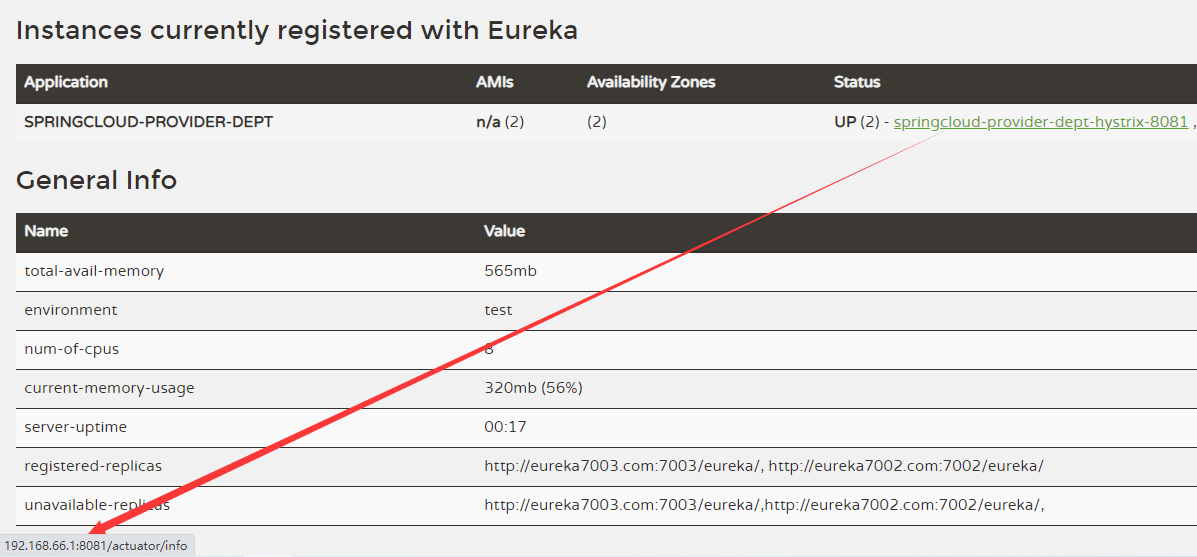 Instances currently registered with Eureka
Application AMIs Availability Zones Status
SPRINGCLOUD-PROVIDER-DEPT n/a (2) (2) UP (2) - springcloud-provider-dept-hystrix-8081 ,
General Info
Name Value
total-avail-memory 565mb
environment test
num-of-cpus 8
current-memory-usage 320mb (56%)
server-uptime 00:17
registered-replicas http://eureka7003.com:7003/eureka/, http://eureka7002.com:7002/eureka/
unavailable-replicas http://eureka7003.com:7003/eureka/,http://eureka7002.com:7002/eureka/,
192.168.66.1:8081/actuator/info